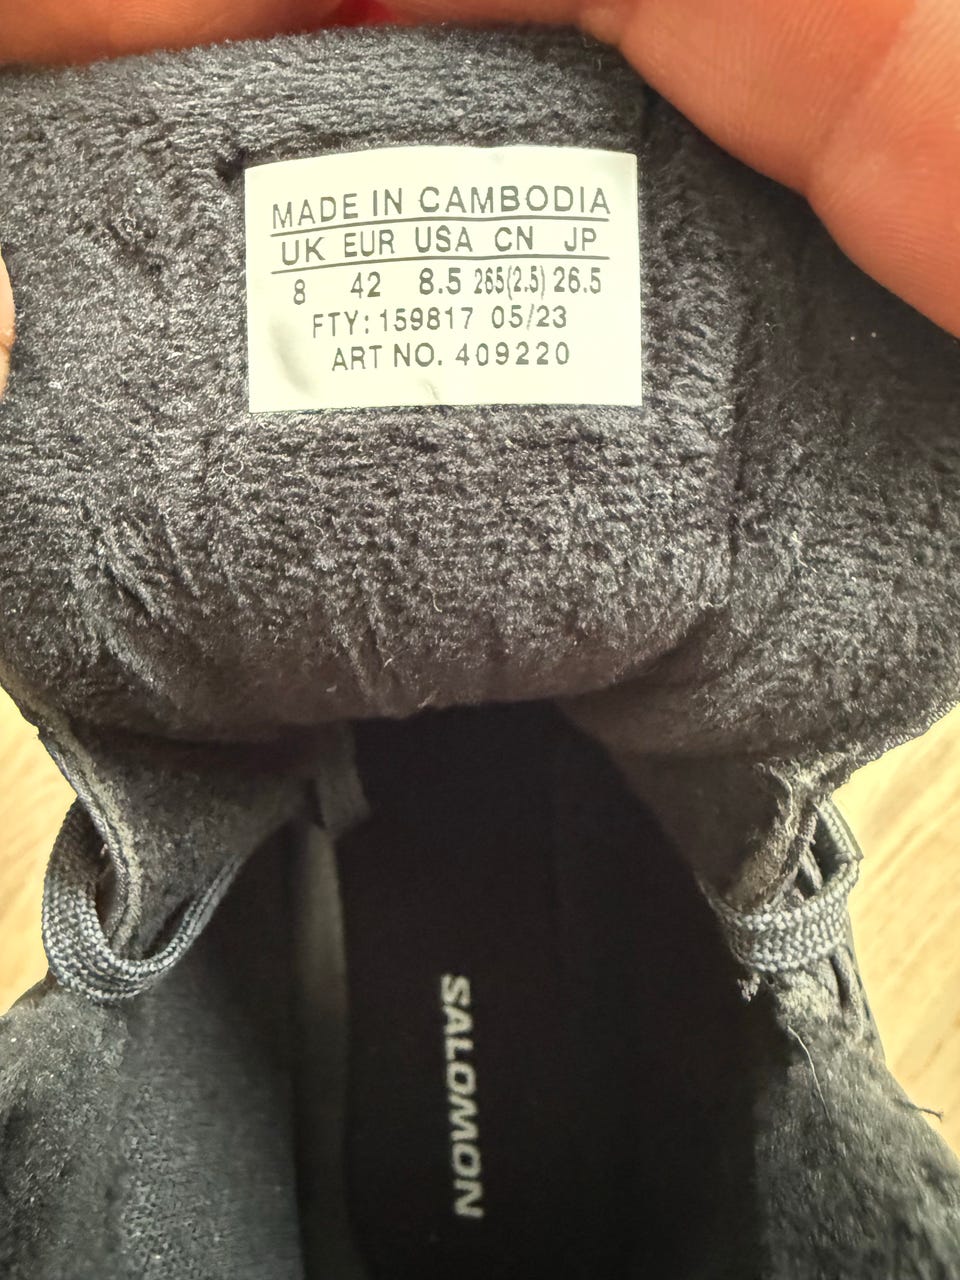 MADE IN CAMBODIA
UK EUR USA CN JP
8 42 8.5 265(2.5) 26.5
FTY: 159817 05/23
ART NO. 409220
SALOMON